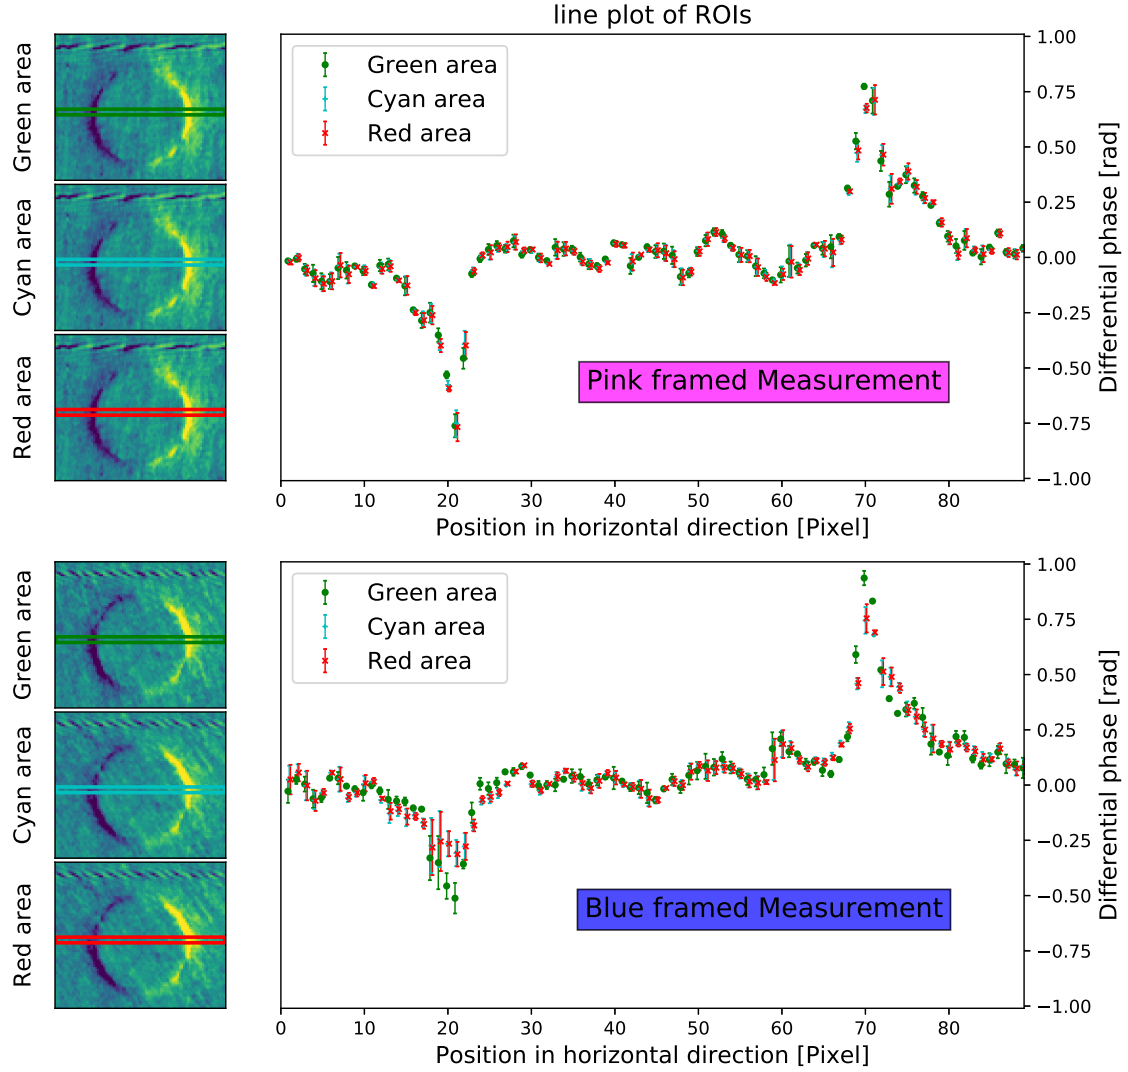 line plot of ROIs
Green area
Cyan area
Red area
Green area
Cyan area
Red area
1.00
0.75
0.50
0.25
0.00
−0.25
−0.50
−0.75
−1.00
Differential phase [rad]
Pink framed Measurement
0 10 20 30 40 50 60 70 80
Position in horizontal direction [Pixel]
Green area
Cyan area
Red area
Green area
Cyan area
Red area
1.00
0.75
0.50
0.25
0.00
−0.25
−0.50
−0.75
−1.00
Differential phase [rad]
Blue framed Measurement
0 10 20 30 40 50 60 70 80
Position in horizontal direction [Pixel]